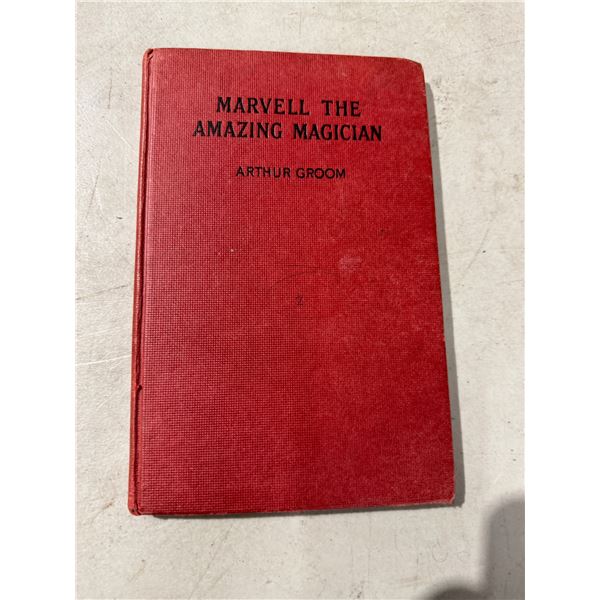 MARVELL THE
AMAZING MAGICIAN
ARTHUR GROOM